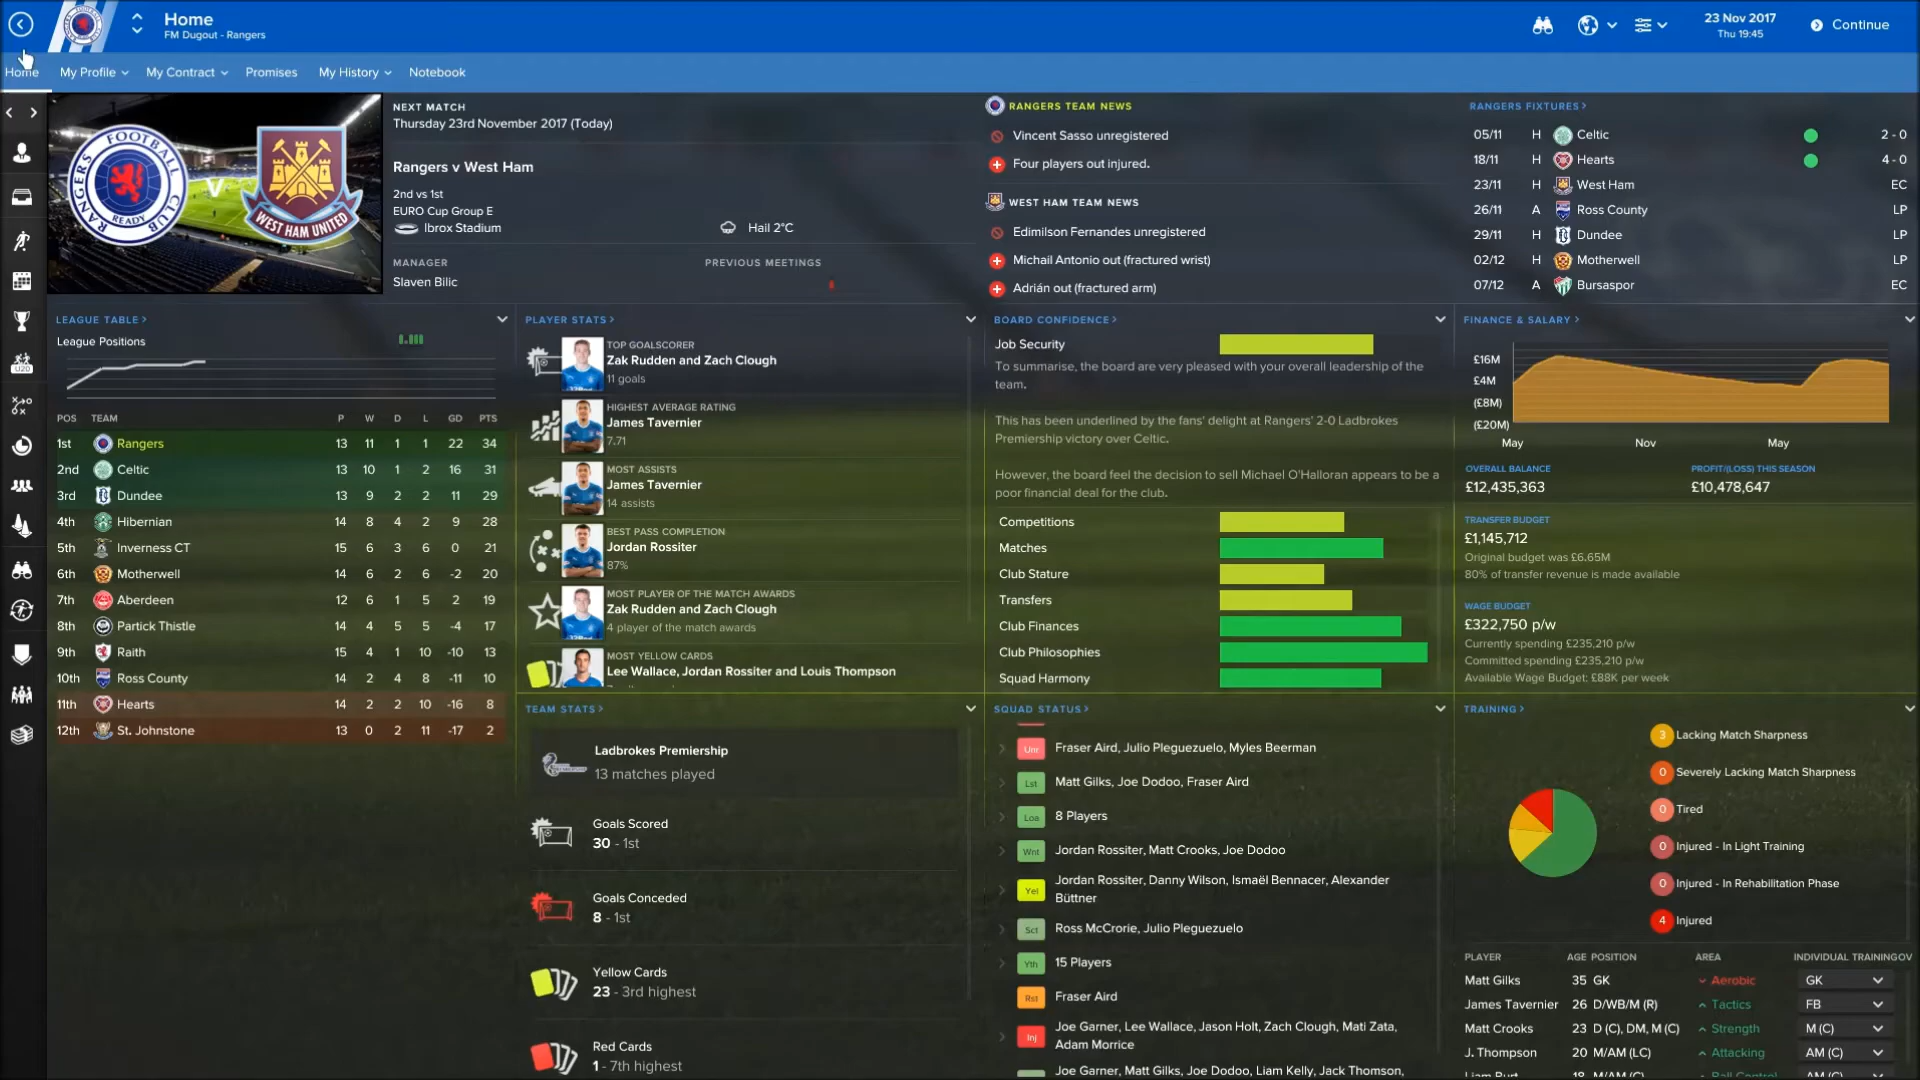 Home
FM Dugout - Rangers
23 Nov 2017
Thu 19:45
Continue
Home
My Profile
My Contract
Promises
My History
Notebook
RANGERS FOOTBALL CLUB
READY
V
WEST HAM UNITED
NEXT MATCH
Thursday 23rd November 2017 (Today)
Rangers v West Ham
2nd vs 1st
EURO Cup Group E
Ibrox Stadium
Hail 2°C
MANAGER
PREVIOUS MEETINGS
Slaven Bilic
RANGERS TEAM NEWS
Vincent Sasso unregistered
Four players out injured.
WEST HAM TEAM NEWS
Edimilson Fernandes unregistered
Michail Antonio out (fractured wrist)
Adrián out (fractured arm)
RANGERS FIXTURES >
05/11 H Celtic 2 - 0
18/11 H Hearts 4 - 0
23/11 H West Ham EC
26/11 A Ross County LP
29/11 H Dundee LP
02/12 H Motherwell LP
07/12 A Bursaspor EC
LEAGUE TABLE >
League Positions
POS TEAM P W D L GD PTS
1st Rangers 13 11 1 1 22 34
2nd Celtic 13 10 1 2 16 31
3rd Dundee 13 9 2 2 11 29
4th Hibernian 14 8 4 2 9 28
5th Inverness CT 15 6 3 6 0 21
6th Motherwell 14 6 2 6 -2 20
7th Aberdeen 12 6 1 5 2 19
8th Partick Thistle 14 4 5 5 -4 17
9th Raith 15 4 1 10 -10 13
10th Ross County 14 2 4 8 -11 10
11th Hearts 14 2 2 10 -16 8
12th St. Johnstone 13 0 2 11 -17 2
PLAYER STATS >
TOP GOALSCORER
Zak Rudden and Zach Clough
11 goals
HIGHEST AVERAGE RATING
James Tavernier
7.71
MOST ASSISTS
James Tavernier
14 assists
BEST PASS COMPLETION
Jordan Rossiter
87%
MOST PLAYER OF THE MATCH AWARDS
Zak Rudden and Zach Clough
4 player of the match awards
MOST YELLOW CARDS
Lee Wallace, Jordan Rossiter and Louis Thompson
TEAM STATS >
Ladbrokes Premiership
13 matches played
Goals Scored
30 - 1st
Goals Conceded
8 - 1st
Yellow Cards
23 - 3rd highest
Red Cards
1 - 7th highest
BOARD CONFIDENCE >
Job Security
To summarise, the board are very pleased with your overall leadership of the
team.
This has been underlined by the fans' delight at Rangers' 2-0 Ladbrokes
Premiership victory over Celtic.
However, the board feel the decision to sell Michael O'Halloran appears to be a
poor financial deal for the club.
Competitions
Matches
Club Stature
Transfers
Club Finances
Club Philosophies
Squad Harmony
SQUAD STATUS >
Unr Fraser Aird, Julio Pleguezuelo, Myles Beerman
Lst Matt Gilks, Joe Dodoo, Fraser Aird
Loa 8 Players
Wnt Jordan Rossiter, Matt Crooks, Joe Dodoo
Yel Jordan Rossiter, Danny Wilson, Ismaël Bennacer, Alexander
Büttner
Sct Ross McCrorie, Julio Pleguezuelo
Yth 15 Players
Rst Fraser Aird
Inj Joe Garner, Lee Wallace, Jason Holt, Zach Clough, Mati Zata,
Adam Morrice
Joe Garner, Matt Gilks, Joe Dodoo, Liam Kelly, Jack Thompson,
FINANCE & SALARY >
£16M
£4M
(£8M)
(£20M)
May Nov May
OVERALL BALANCE
£12,435,363
PROFIT/(LOSS) THIS SEASON
£10,478,647
TRANSFER BUDGET
£1,145,712
Original budget was £6.65M
80% of transfer revenue is made available
WAGE BUDGET
£322,750 p/w
Currently spending £235,210 p/w
Committed spending £235,210 p/w
Available Wage Budget; £88K per week
TRAINING >
3 Lacking Match Sharpness
0 Severely Lacking Match Sharpness
0 Tired
0 Injured - In Light Training
0 Injured - In Rehabilitation Phase
4 Injured
PLAYER AGE POSITION AREA INDIVIDUAL TRAINING OV
Matt Gilks 35 GK Aerobic GK
James Tavernier 26 D/WB/M (R) Tactics FB
Matt Crooks 23 D (C), DM, M (C) Strength M (C)
J. Thompson 20 M/AM (LC) Attacking AM (C)
Liam Burt 18 M/AM (C) Ball Control AM (C)
U20